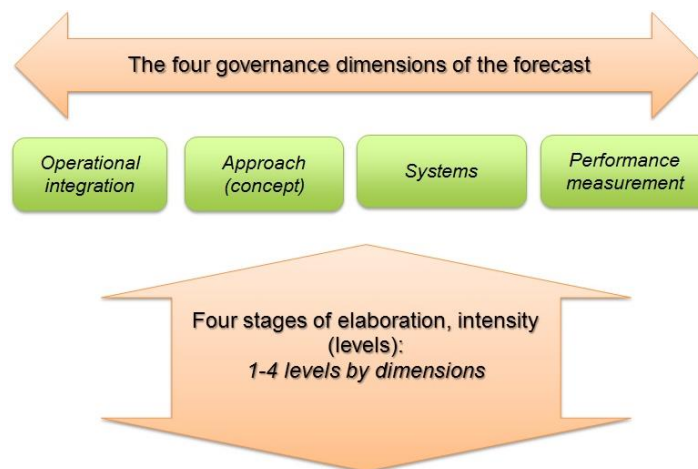 The four governance dimensions of the forecast
Operational
integration
Approach
(concept)
Systems
Performance
measurement
Four stages of elaboration, intensity
(levels):
1-4 levels by dimensions